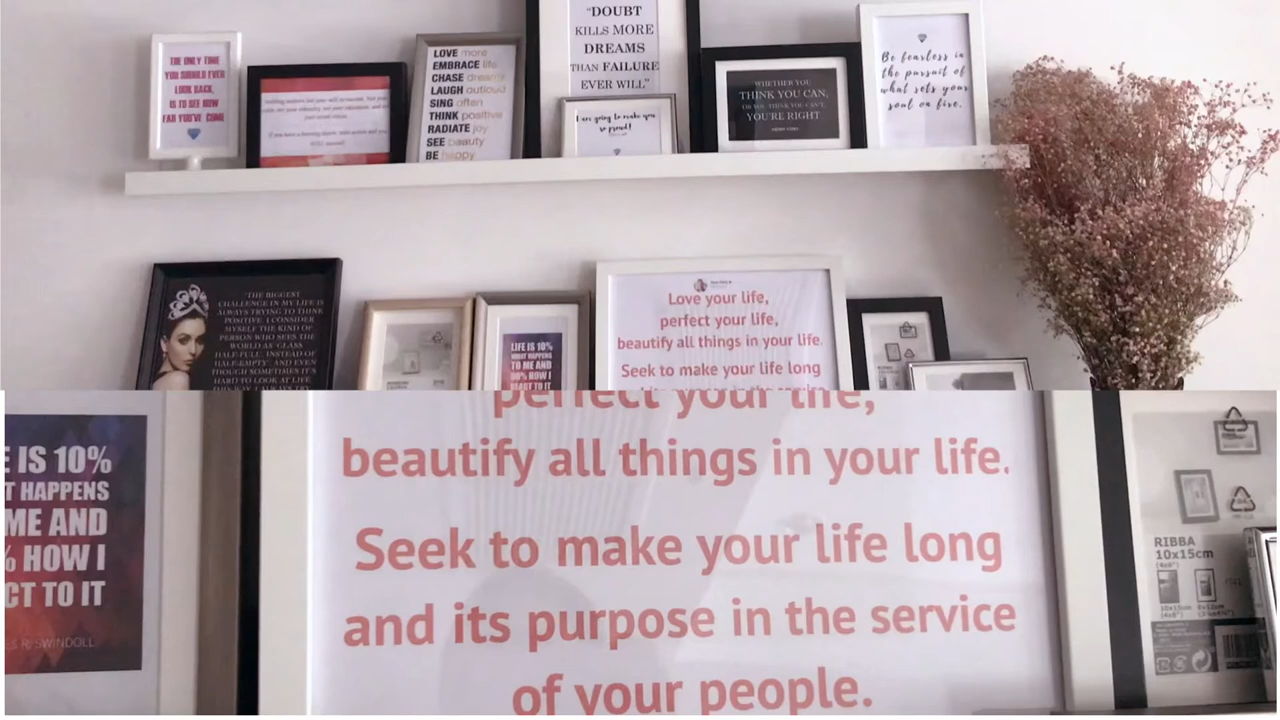 THE ONLY TIME
YOU SHOULD EVER
LOOK BACK,
IS TO SEE HOW
FAR YOU'VE COME
LOVE more
EMBRACE life
CHASE dreams
LAUGH outloud
SING often
THINK positive
RADIATE joy
SEE beauty
BE happy
"DOUBT
KILLS MORE
DREAMS
THAN FAILURE
EVER WILL"
I am going to make you
so proud!
WHETHER YOU
THINK YOU CAN,
OR YOU THINK YOU CAN'T,
YOU'RE RIGHT
Be fearless in
the pursuit of
what sets your
soul on fire.
"THE BIGGEST
CHALLENGE IN MY LIFE IS
ALWAYS TRYING TO THINK
POSITIVE. I CONSIDER
MYSELF THE KIND OF
PERSON WHO SEES THE
WORLD AS 'GLASS
HALF-FULL' INSTEAD OF
'HALF-EMPTY' AND EVEN
THOUGH SOMETIMES IT'S
HARD TO LOOK AT LIFE
LIFE IS 10%
WHAT HAPPENS
TO ME AND
90% HOW I
REACT TO IT
Love your life,
perfect your life,
beautify all things in your life.
Seek to make your life long
E IS 10%
T HAPPENS
ME AND
% HOW I
CT TO IT
S R. SWINDOLL
perfect your life,
beautify all things in your life.
Seek to make your life long
and its purpose in the service
of your people.
RIBBA
10x15cm
(4x6")